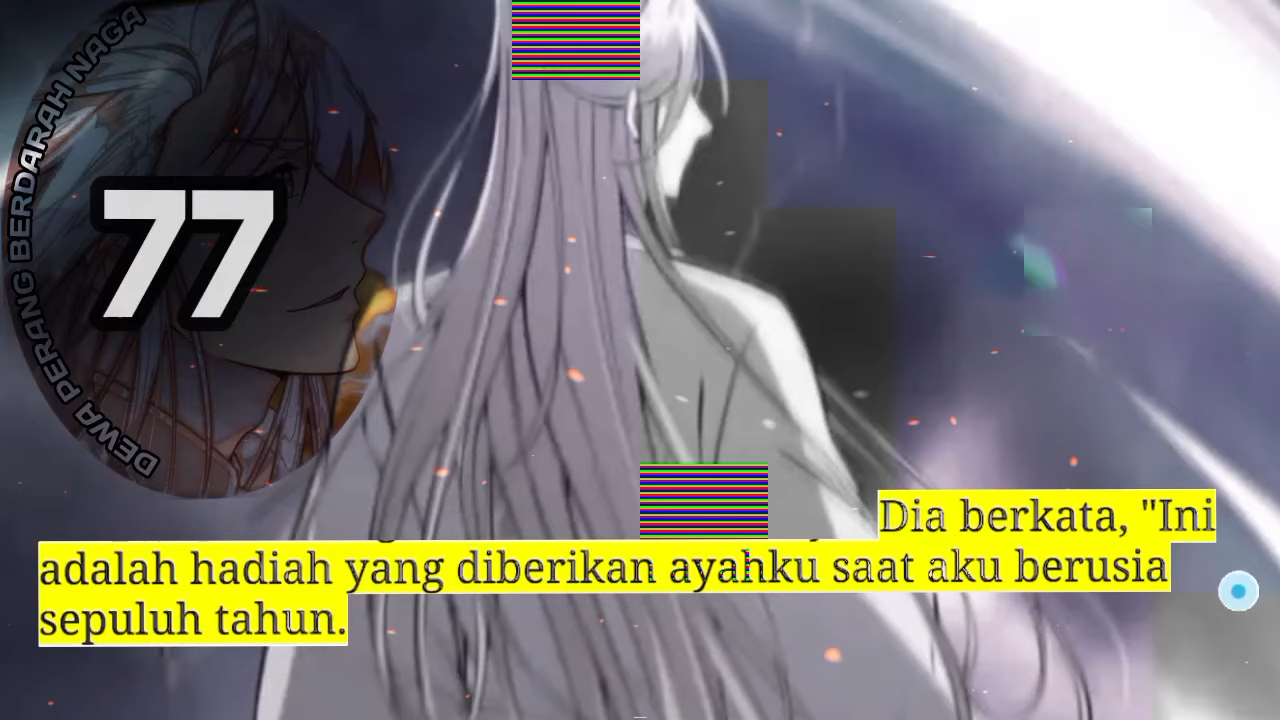 DEWA PERANG BERDARAH NAGA
77
Dia berkata, "Ini
adalah hadiah yang diberikan ayahku saat aku berusia
sepuluh tahun.